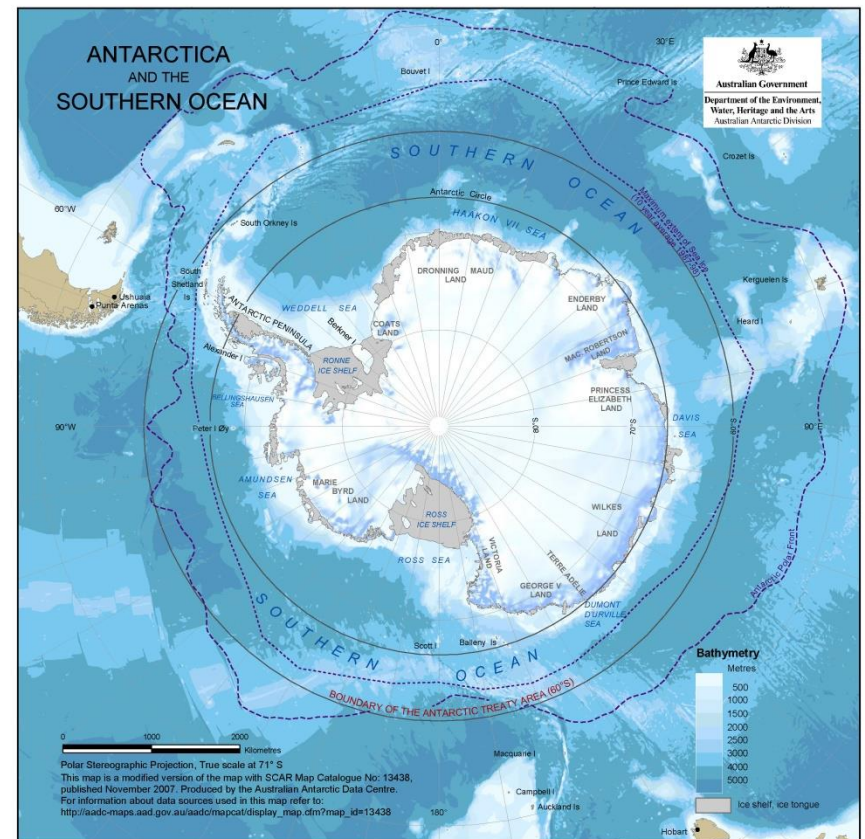 ANTARCTICA
AND THE
SOUTHERN OCEAN
0°
30°E
Bouvet I
Prince Edward Is
Australian Government
Department of the Environment,
Water, Heritage and the Arts
Australian Antarctic Division
Crozet Is
SOUTHERN OCEAN
Maximum extent of Sea Ice
Antarctic Circle
HAAKON VII SEA
60°W
South Orkney Is
South
Shetland
Is
Ushuaia
Punta Arenas
DRONNING MAUD
LAND
ENDERBY
LAND
Kerguelen Is
Heard I
WEDDELL SEA
ANTARCTIC PENINSULA
Berkner I
COATS
LAND
MAC. ROBERTSON
LAND
Alexander I
RONNE
ICE SHELF
PRINCESS
ELIZABETH
LAND
BELLINGSHAUSEN
SEA
DAVIS
SEA
90°W
Peter I Øy
80°S
70°S
60°S
90°E
AMUNDSEN
SEA
MARIE
BYRD
LAND
ROSS
ICE SHELF
WILKES
LAND
ROSS SEA
VICTORIA
LAND
TERRE ADELIE
GEORGE V
LAND
DUMONT
D'URVILLE
SEA
Antarctic Polar Front
SOUTHERN OCEAN
Scott I
Balleny Is
BOUNDARY OF THE ANTARCTIC TREATY AREA (60°S)
Bathymetry
Metres
500
1000
2000
2500
3000
4000
5000
Ice shelf, ice tongue
0 1000 2000
Kilometres
Polar Stereographic Projection, True scale at 71° S
This map is a modified version of the map with SCAR Map Catalogue No: 13438,
published November 2007. Produced by the Australian Antarctic Data Centre.
For information about data sources used in this map refer to:
http://aadc-maps.aad.gov.au/aadc/mapcat/display_map.cfm?map_id=13438
Macquarie I
Campbell I
Auckland Is
180°
Hobart